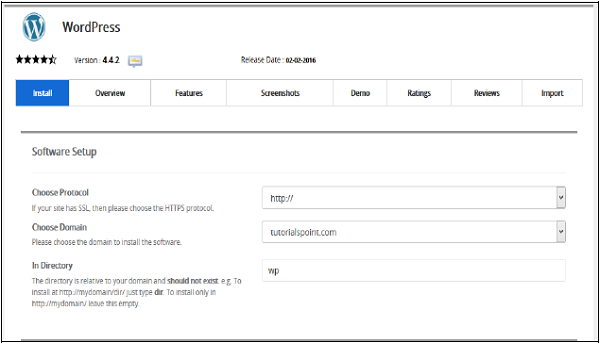 WordPress
Version : 4.4.2 Release Date : 02-02-2016
Install Overview Features Screenshots Demo Ratings Reviews Import
Software Setup
Choose Protocol
If your site has SSL, then please choose the HTTPS protocol.
http://
Choose Domain
Please choose the domain to install the software.
tutorialspoint.com
In Directory
The directory is relative to your domain and should not exist. e.g. To
install at http://mydomain/dir/ just type dir. To install only in
http://mydomain/ leave this empty.
wp